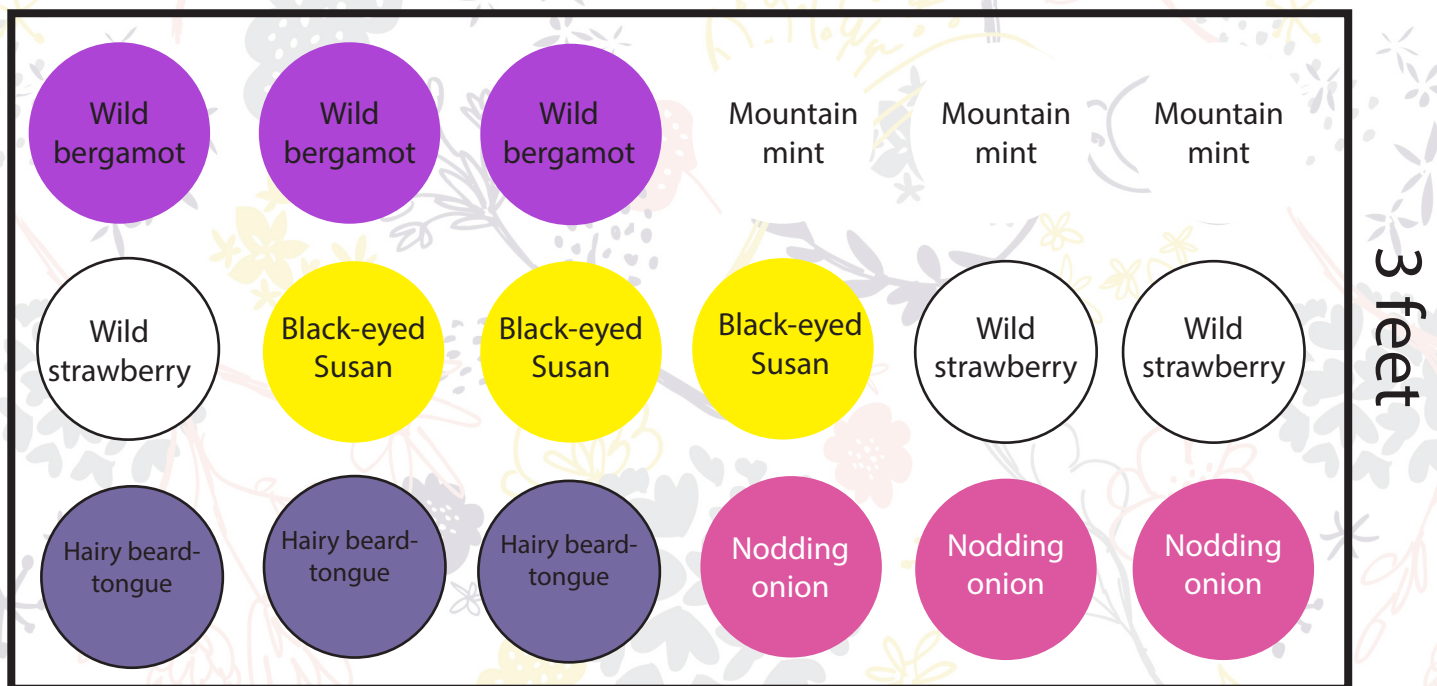 Wild
bergamot
Wild
bergamot
Wild
bergamot
Mountain
mint
Mountain
mint
Mountain
mint
Wild
strawberry
Black-eyed
Susan
Black-eyed
Susan
Black-eyed
Susan
Wild
strawberry
Wild
strawberry
Hairy beard-
tongue
Hairy beard-
tongue
Hairy beard-
tongue
Nodding
onion
Nodding
onion
Nodding
onion
3 feet